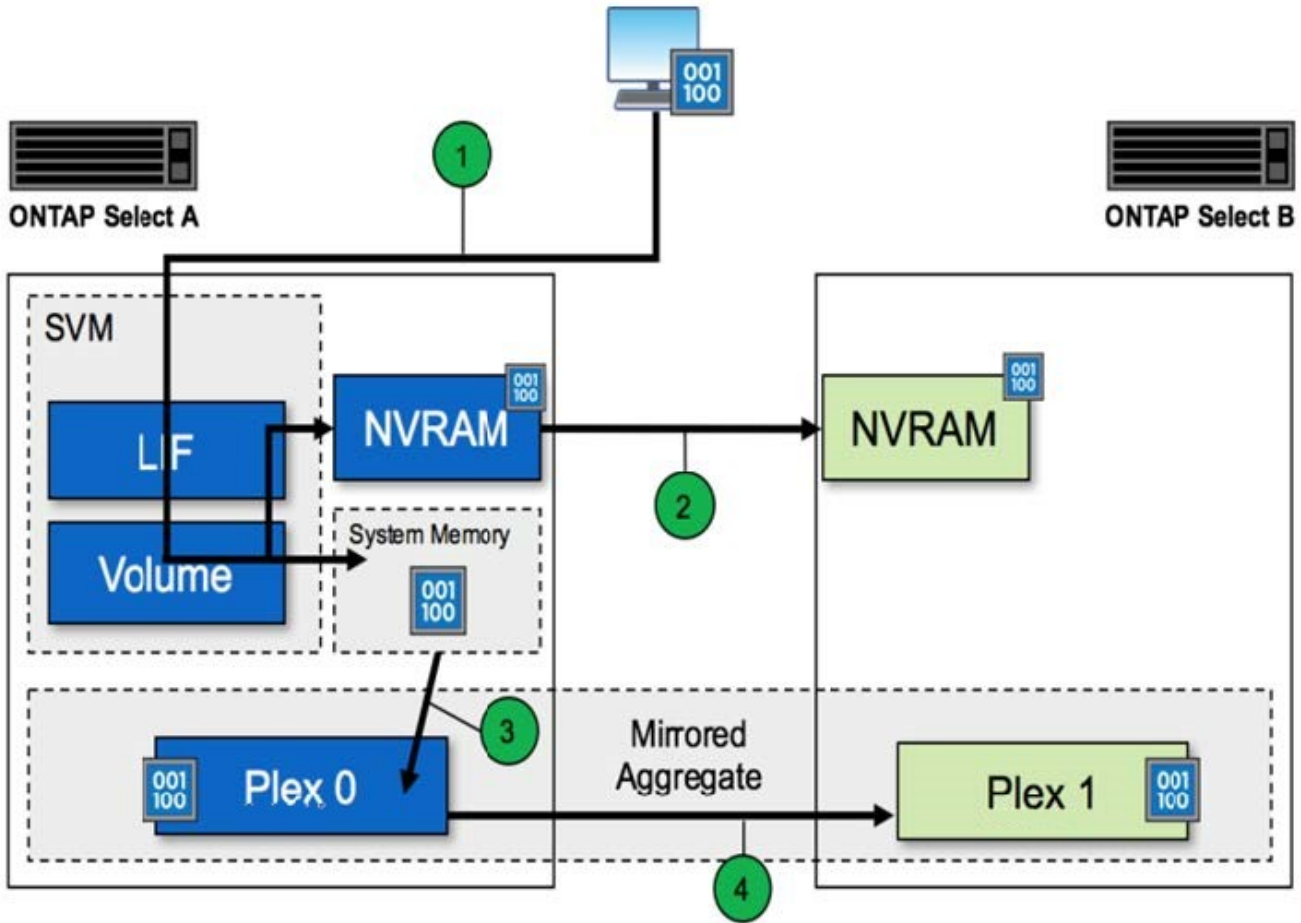 001
100
1
ONTAP Select A
ONTAP Select B
SVM
LIF
NVRAM
001
100
2
NVRAM
001
100
Volume
System Memory
001
100
3
Mirrored
Aggregate
001
100
Plex 0
Plex 1
001
100
4